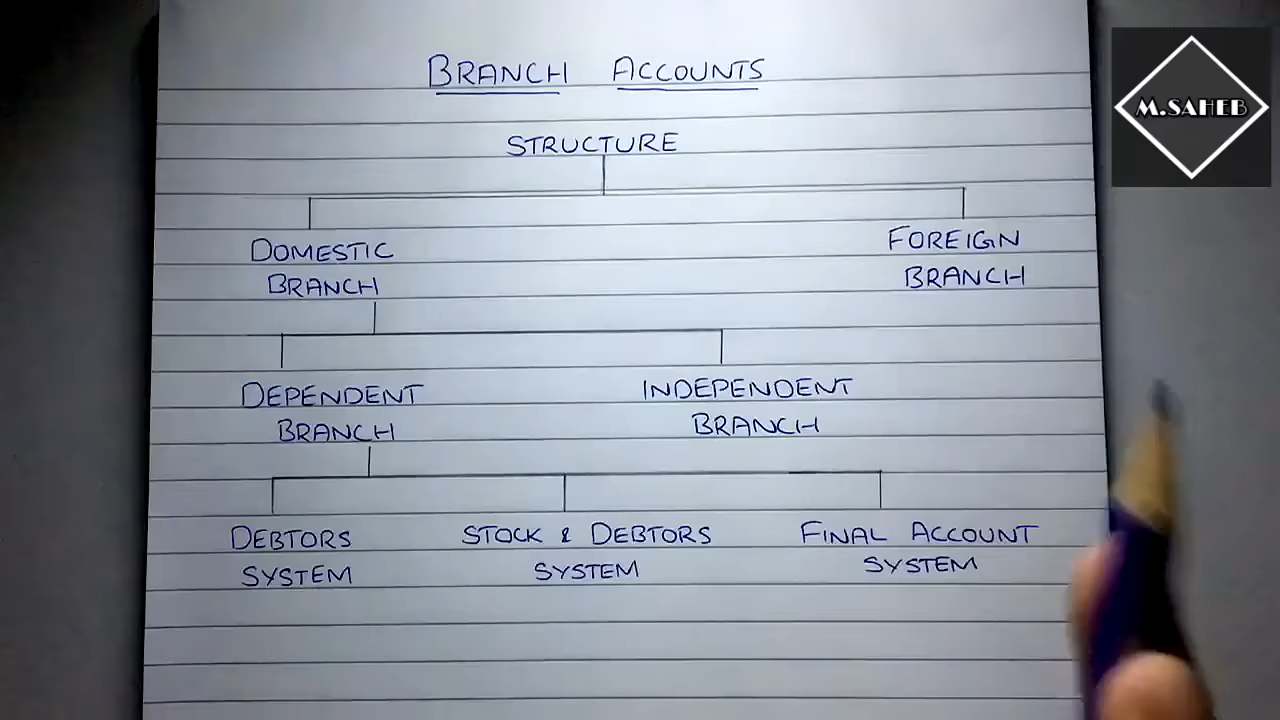 BRANCH ACCOUNTS
M.SAHEB
STRUCTURE
DOMESTIC
BRANCH
FOREIGN
BRANCH
DEPENDENT
BRANCH
INDEPENDENT
BRANCH
DEBTORS
SYSTEM
STOCK & DEBTORS
SYSTEM
FINAL ACCOUNT
SYSTEM